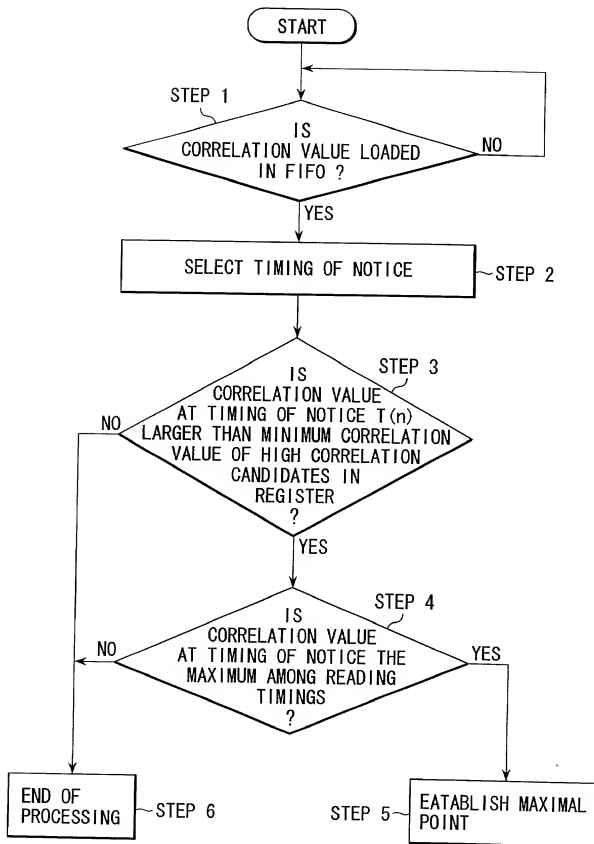 START
STEP 1
IS
CORRELATION VALUE LOADED
IN FIFO ?
NO
YES
SELECT TIMING OF NOTICE
STEP 2
STEP 3
IS
CORRELATION VALUE
AT TIMING OF NOTICE T(n)
LARGER THAN MINIMUM CORRELATION
VALUE OF HIGH CORRELATION
CANDIDATES IN
REGISTER
?
NO
YES
STEP 4
IS
CORRELATION VALUE
AT TIMING OF NOTICE THE
MAXIMUM AMONG READING
TIMINGS
?
NO
YES
END OF
PROCESSING
STEP 6
STEP 5
EATABLISH MAXIMAL
POINT